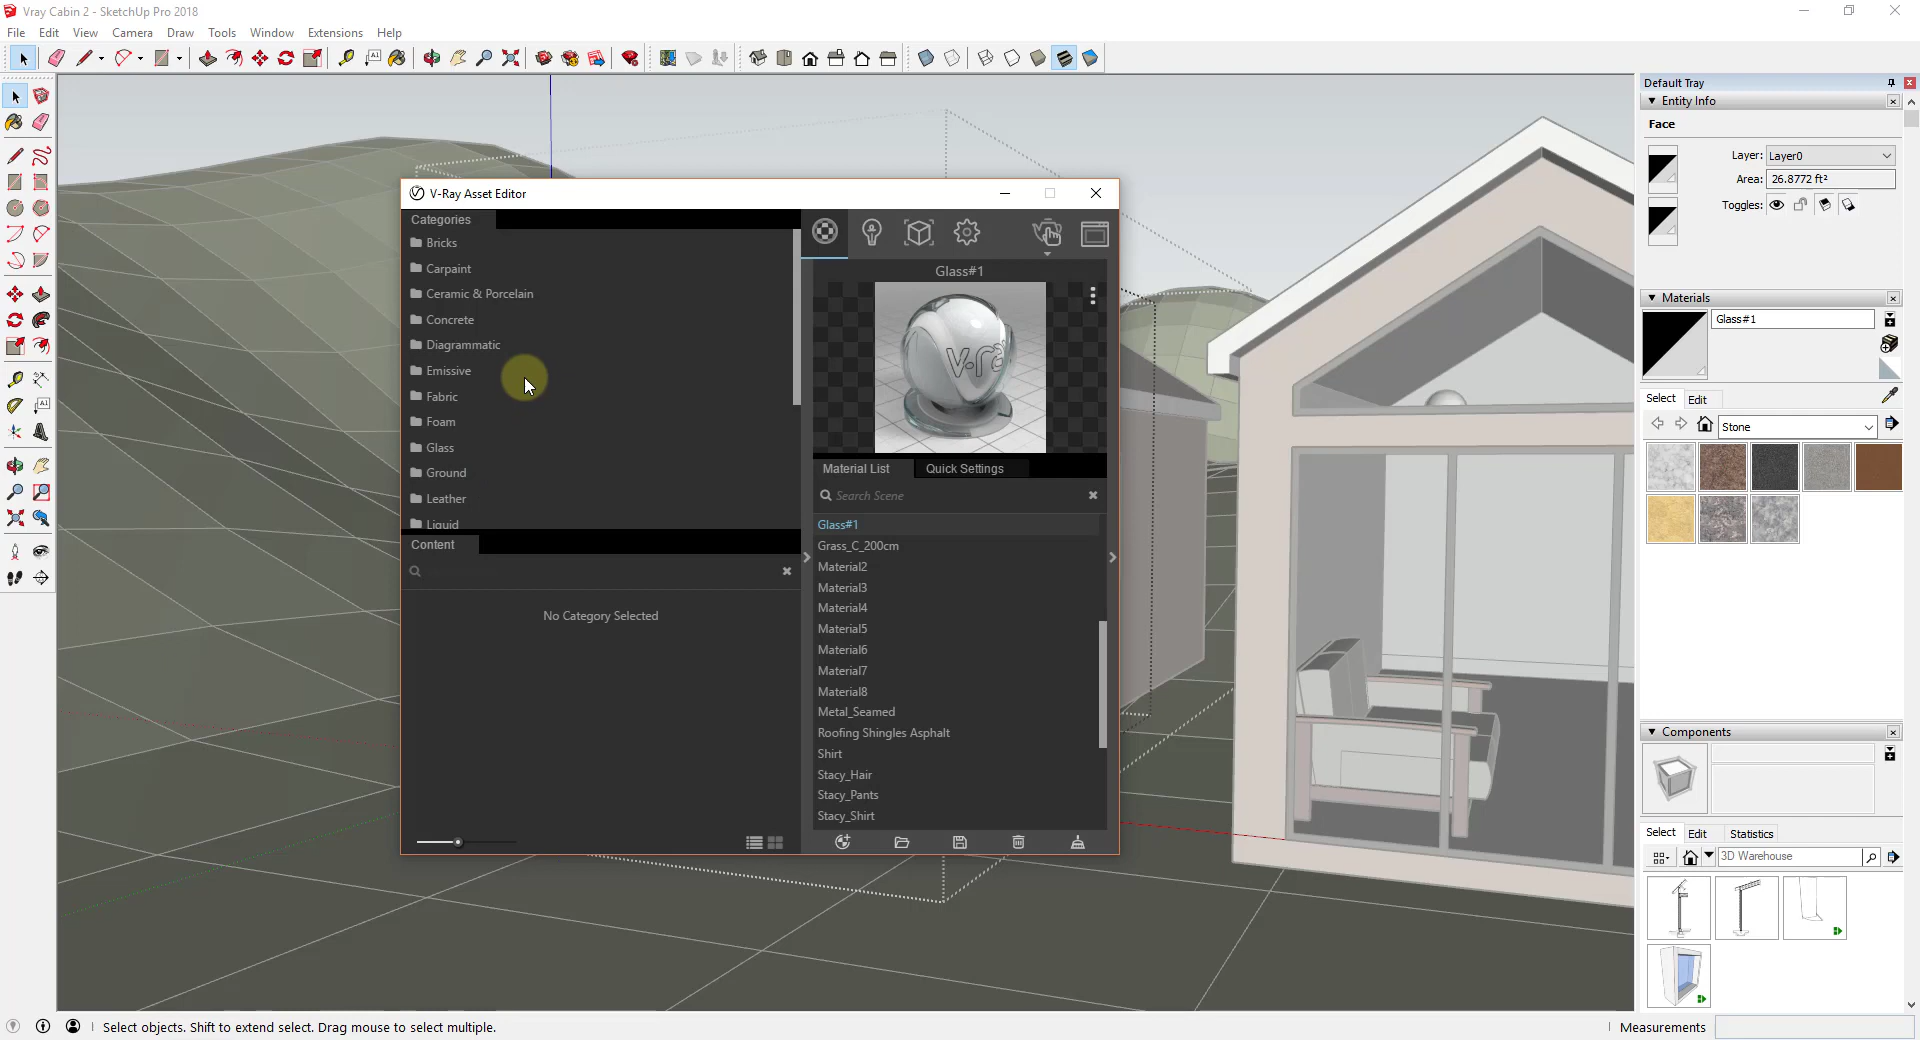 Vray Cabin 2 - SketchUp Pro 2018
File Edit View Camera Draw Tools Window Extensions Help
Default Tray
Entity Info
Face
Layer: Layer0
Area: 26.8772 ft²
Toggles:
Materials
Glass#1
Select Edit
Stone
Components
Select Edit Statistics
3D Warehouse
V-Ray Asset Editor
Categories
Bricks
Carpaint
Ceramic & Porcelain
Concrete
Diagrammatic
Emissive
Fabric
Foam
Glass
Ground
Leather
Liquid
Content
No Category Selected
Glass#1
Material List Quick Settings
Search Scene
Glass#1
Grass_C_200cm
Material2
Material3
Material4
Material5
Material6
Material7
Material8
Metal_Seamed
Roofing Shingles Asphalt
Shirt
Stacy_Hair
Stacy_Pants
Stacy_Shirt
Select objects. Shift to extend select. Drag mouse to select multiple.
Measurements